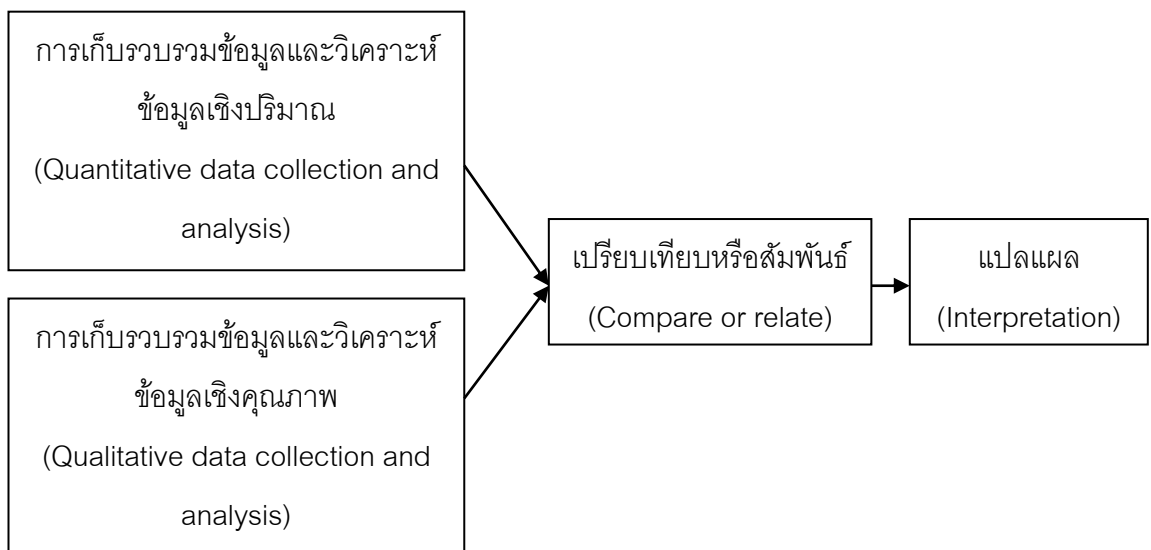 การเก็บรวบรวมข้อมูลและวิเคราะห์
ข้อมูลเชิงปริมาณ
(Quantitative data collection and
analysis)
การเก็บรวบรวมข้อมูลและวิเคราะห์
ข้อมูลเชิงคุณภาพ
(Qualitative data collection and
analysis)
เปรียบเทียบหรือสัมพันธ์
(Compare or relate)
แปลแผล
(Interpretation)